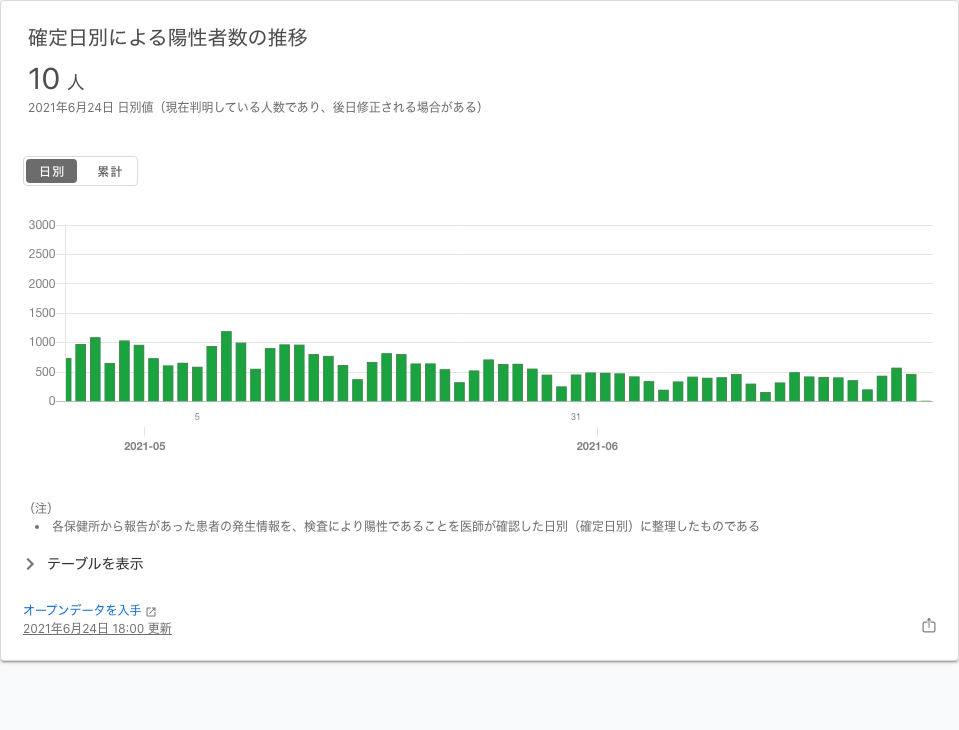 確定日別による陽性者数の推移
10 人
2021年6月24日 日別値（現在判明している人数であり、後日修正される場合がある）
日別 累計
3000
2500
2000
1500
1000
500
0
5 31
2021-05 2021-06
（注）
• 各保健所から報告があった患者の発生情報を、検査により陽性であることを医師が確認した日別（確定日別）に整理したものである
テーブルを表示
オープンデータを入手
2021年6月24日 18:00 更新